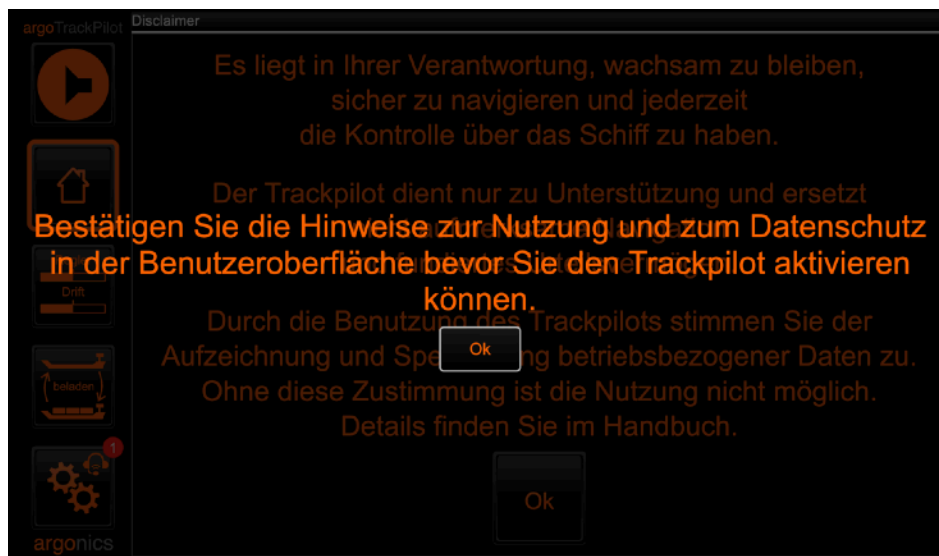 argoTrackPilot
Disclaimer
Es liegt in Ihrer Verantwortung, wachsam zu bleiben,
sicher zu navigieren und jederzeit
die Kontrolle über das Schiff zu haben.
Der Trackpilot dient nur zu Unterstützung und ersetzt
Bestätigen Sie die Hinweise zur Nutzung und zum Datenschutz
in der Benutzeroberfläche bevor Sie den Trackpilot aktivieren
können.
Ok
Durch die Benutzung des Trackpilots stimmen Sie der
Aufzeichnung und betriebsbezogener Daten zu.
Ohne diese Zustimmung ist die Nutzung nicht möglich.
Details finden Sie im Handbuch.
Ok
Drift
beladen
1
argonics